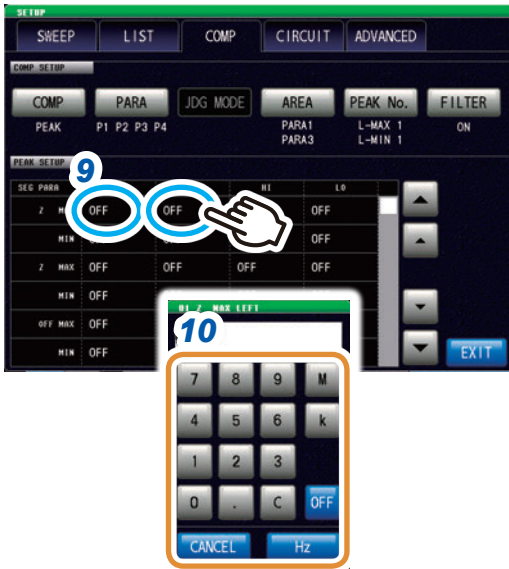 SETUP
SWEEP LIST COMP CIRCUIT ADVANCED
COMP SETUP
COMP PARA JDG MODE AREA PEAK No. FILTER
PEAK P1 P2 P3 P4 PARA1 L-MAX 1 ON
PARA3 L-MIN 1
PEAK SETUP
9
SEG PARA HI LO
Z OFF OFF OFF
MIN OFF
Z MAX OFF OFF OFF OFF
MIN OFF
OFF MAX OFF
MIN OFF
EXIT
01 Z MAX LEFT
10
7 8 9 M
4 5 6 k
1 2 3
0 . C OFF
CANCEL Hz